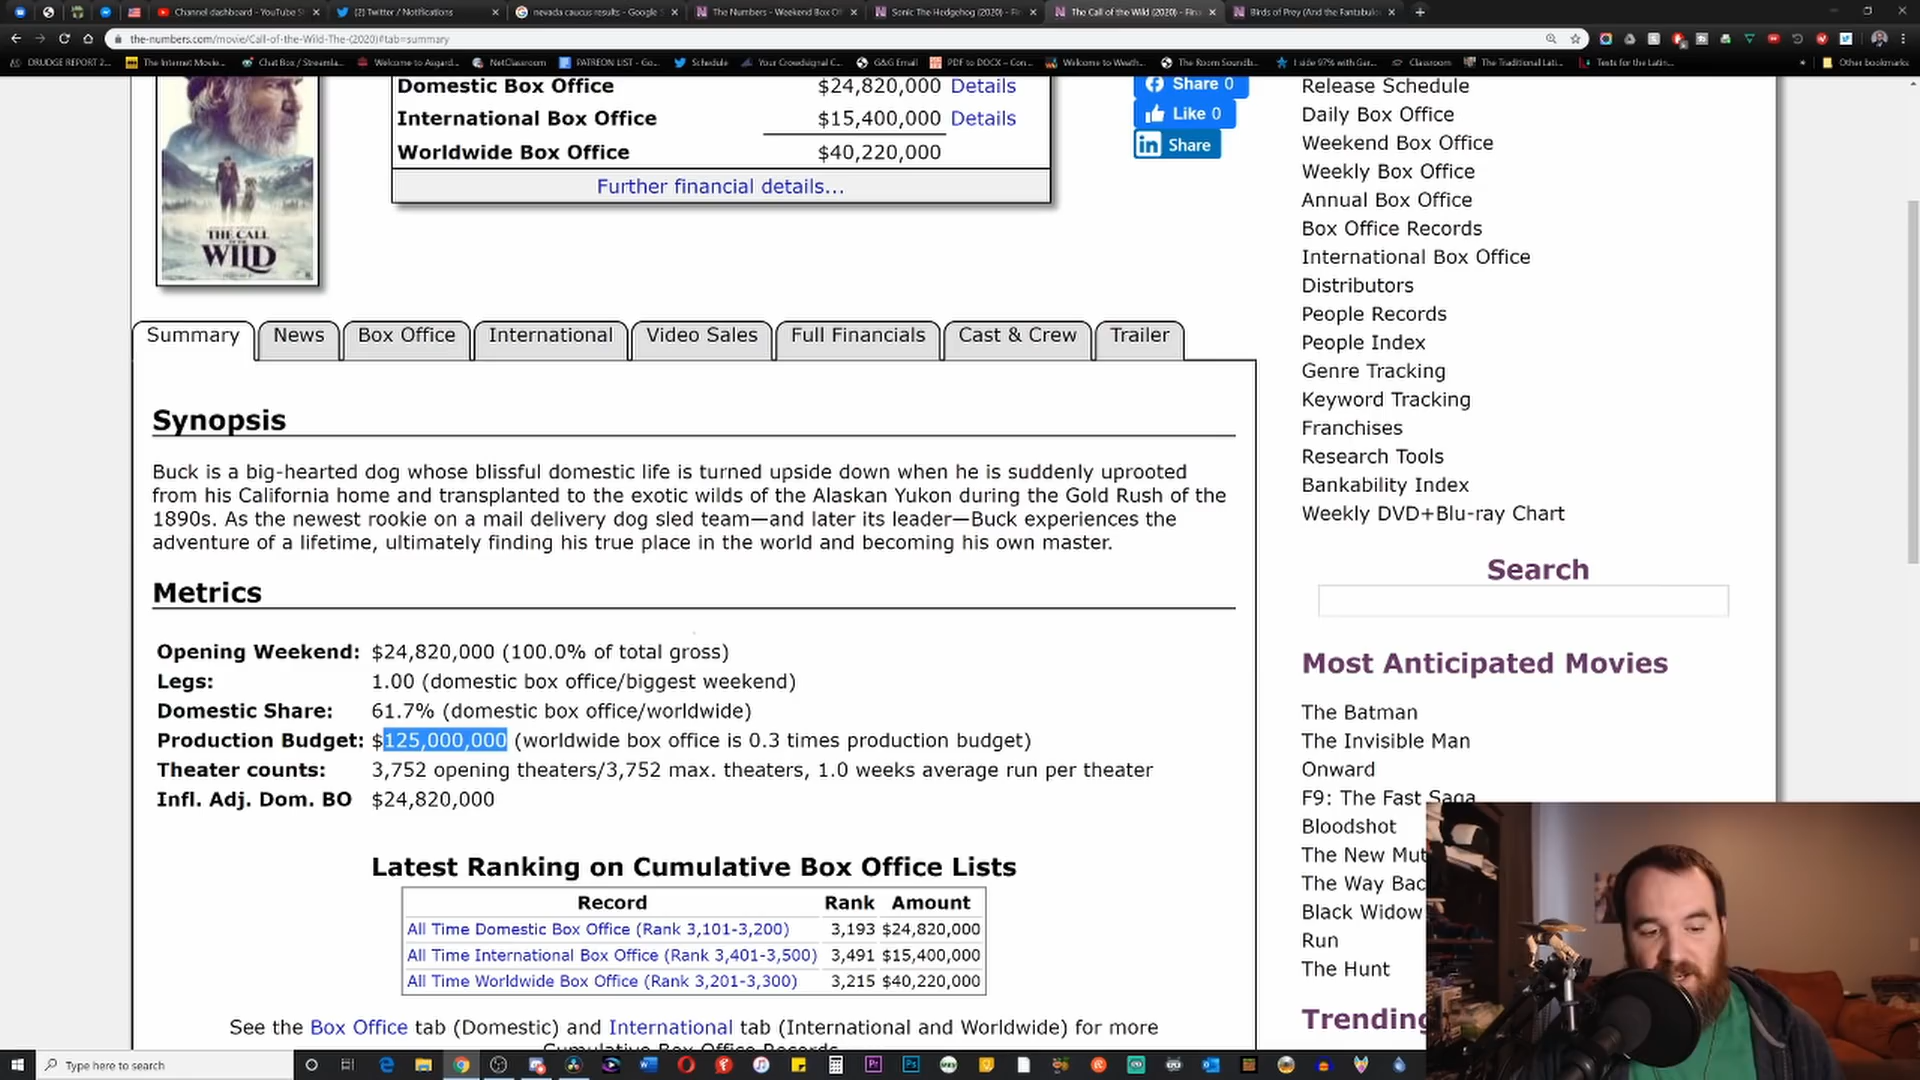 Channel dashboard - YouTube S
(2) Twitter / Notifications
nevada caucus results - Google
The Numbers - Weekend Box Of
Sonic The Hedgehog (2020) - Fi
The Call of the Wild (2020) - Fina
Birds of Prey (And the Fantabulo
the-numbers.com/movie/Call-of-the-Wild-The-(2020)#tab=summary
DRUDGE REPORT 2...
The Internet Movie...
Chat Box / Streamla...
Welcome to Asgard...
NetClassroom
PATREON LIST - Go...
Schedule
Your Crowdsignal C...
G&G Email
PDF to DOCX – Con...
Welcome to Weath...
The Room Soundb...
I side 97% with Gar...
Classroom
The Traditional Lati...
Texts for the Latin...
Other bookmarks
Domestic Box Office $24,820,000 Details
International Box Office $15,400,000 Details
Worldwide Box Office $40,220,000
Further financial details...
THE CALL
OF THE
WILD
Share 0
Like 0
Share
Summary
News
Box Office
International
Video Sales
Full Financials
Cast & Crew
Trailer
Synopsis
Buck is a big-hearted dog whose blissful domestic life is turned upside down when he is suddenly uprooted
from his California home and transplanted to the exotic wilds of the Alaskan Yukon during the Gold Rush of the
1890s. As the newest rookie on a mail delivery dog sled team—and later its leader—Buck experiences the
adventure of a lifetime, ultimately finding his true place in the world and becoming his own master.
Metrics
Opening Weekend: $24,820,000 (100.0% of total gross)
Legs: 1.00 (domestic box office/biggest weekend)
Domestic Share: 61.7% (domestic box office/worldwide)
Production Budget: $125,000,000 (worldwide box office is 0.3 times production budget)
Theater counts: 3,752 opening theaters/3,752 max. theaters, 1.0 weeks average run per theater
Infl. Adj. Dom. BO $24,820,000
Latest Ranking on Cumulative Box Office Lists
Record Rank Amount
All Time Domestic Box Office (Rank 3,101-3,200) 3,193 $24,820,000
All Time International Box Office (Rank 3,401-3,500) 3,491 $15,400,000
All Time Worldwide Box Office (Rank 3,201-3,300) 3,215 $40,220,000
See the Box Office tab (Domestic) and International tab (International and Worldwide) for more
Cumulative Box Office Records.
Release Schedule
Daily Box Office
Weekend Box Office
Weekly Box Office
Annual Box Office
Box Office Records
International Box Office
Distributors
People Records
People Index
Genre Tracking
Keyword Tracking
Franchises
Research Tools
Bankability Index
Weekly DVD+Blu-ray Chart
Search
Most Anticipated Movies
The Batman
The Invisible Man
Onward
F9: The Fast Saga
Bloodshot
The New Mut
The Way Bac
Black Widow
Run
The Hunt
Trending
Type here to search